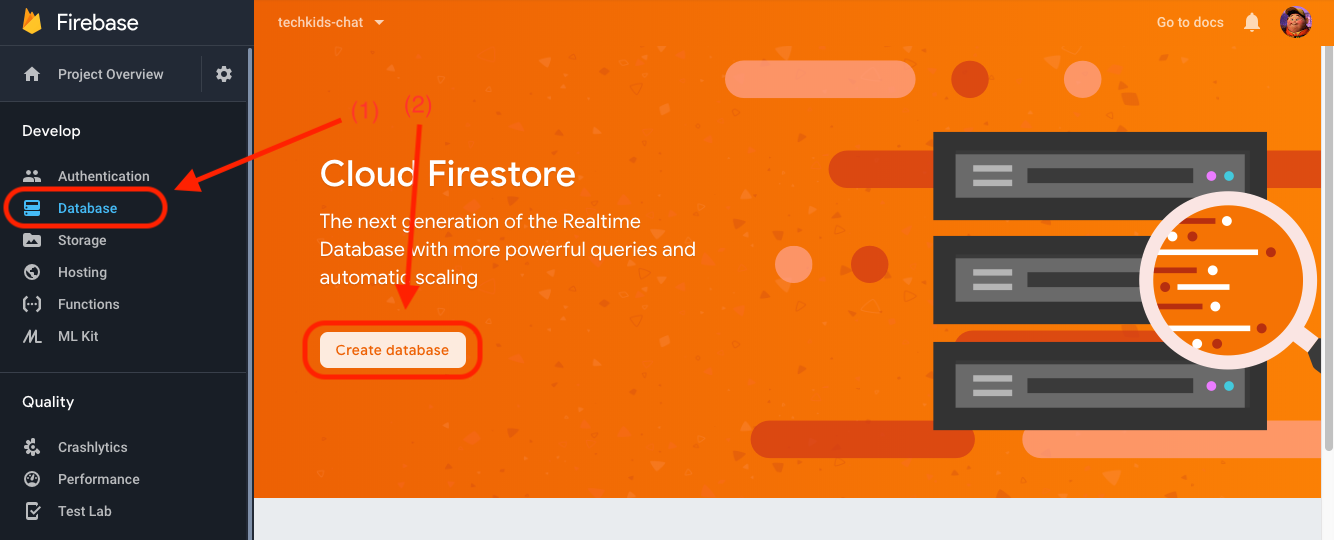 Firebase
techkids-chat
Go to docs
Project Overview
(1)
(2)
Develop
Authentication
Database
Storage
Hosting
Functions
ML Kit
Quality
Crashlytics
Performance
Test Lab
Cloud Firestore
The next generation of the Realtime
Database with more powerful queries and
automatic scaling
Create database